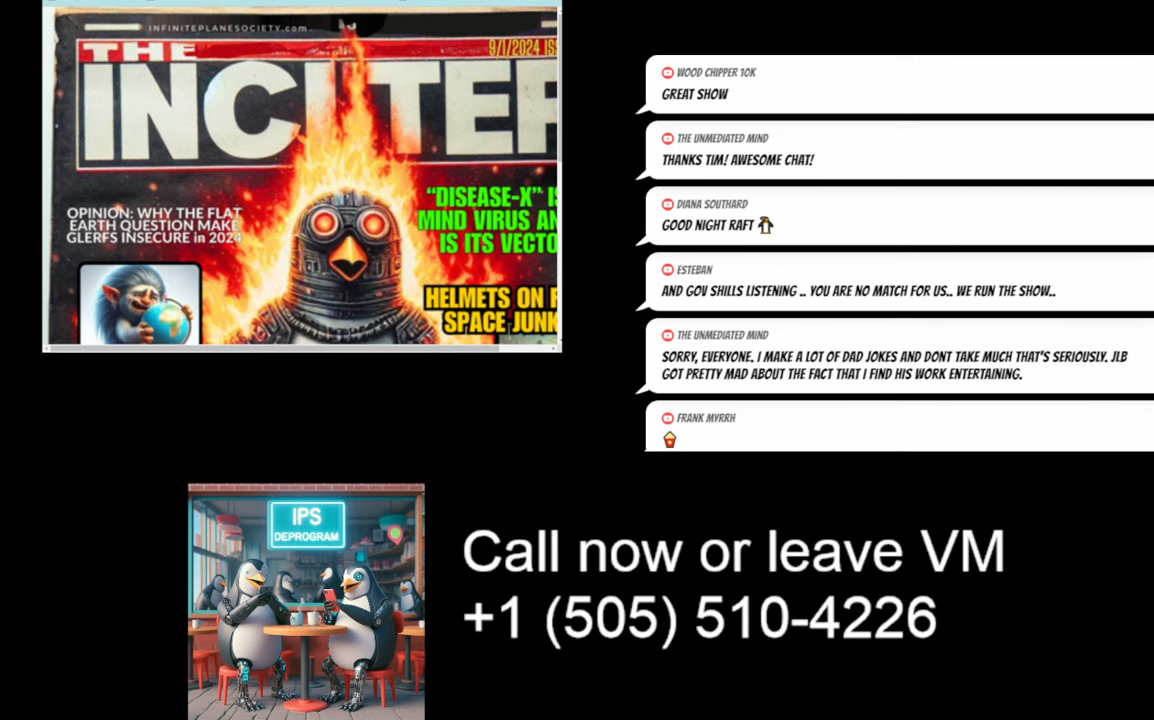 INFINITEPLANESOCIETY.com
THE
9/1/2024
INCITER
OPINION: WHY THE FLAT
EARTH QUESTION MAKE
GLERFS INSECURE in 2024
"DISEASE-X"
MIND VIRUS
IS ITS
HELMETS ON
SPACE JUNK
WOOD CHIPPER 10K
GREAT SHOW
THE UNMEDIATED MIND
THANKS TIM! AWESOME CHAT!
DIANA SOUTHARD
GOOD NIGHT RAFT
ESTEBAN
AND GOV SHILLS LISTENING .. YOU ARE NO MATCH FOR US.. WE RUN THE SHOW..
THE UNMEDIATED MIND
SORRY, EVERYONE. I MAKE A LOT OF DAD JOKES AND DONT TAKE MUCH THAT'S SERIOUSLY. JLB
GOT PRETTY MAD ABOUT THE FACT THAT I FIND HIS WORK ENTERTAINING.
FRANK MYRRH
IPS
DEPROGRAM
Call now or leave VM
+1 (505) 510-4226